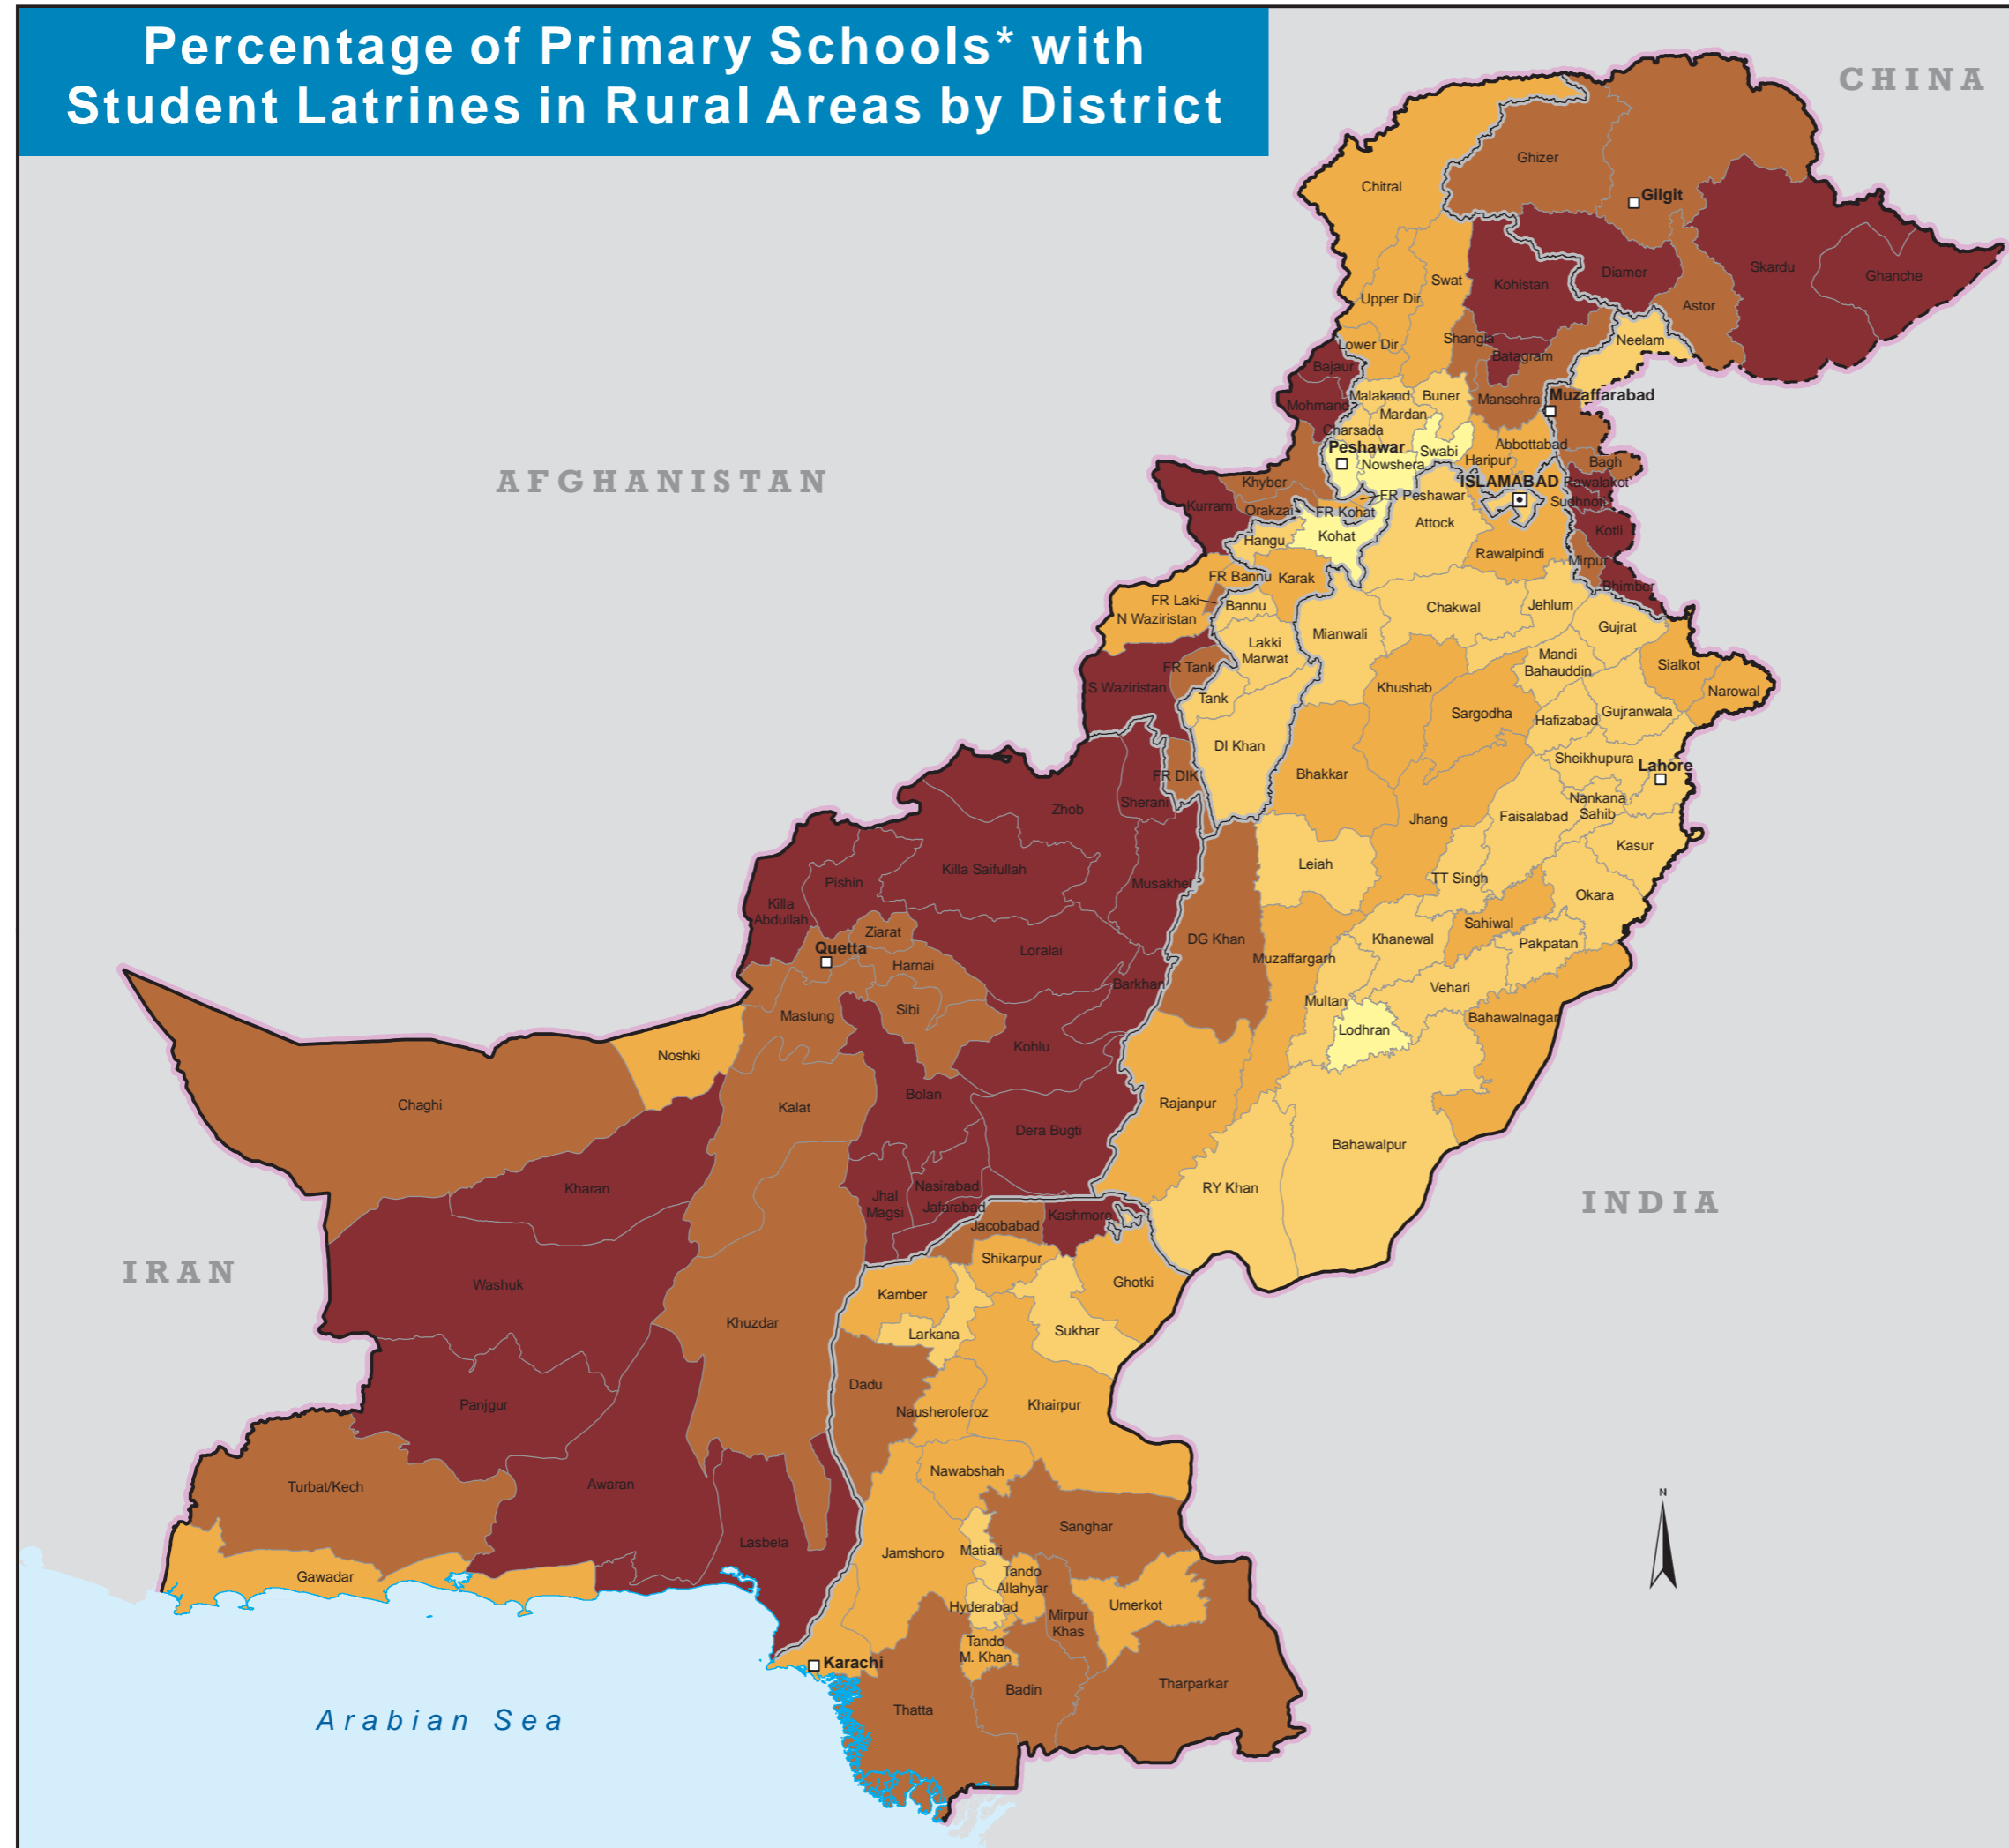 Percentage of Primary Schools* with
Student Latrines in Rural Areas by District
CHINA
AFGHANISTAN
IRAN
INDIA
Arabian Sea
N
Chitral
Ghizer
Gilgit
Upper Dir
Swat
Kohistan
Diamer
Skardu
Ghanche
Astor
Lower Dir
Shangla
Batagram
Neelam
Bajaur
Mohmand
Malakand
Buner
Mansehra
Muzaffarabad
Mardan
Charsada
Peshawar
Swabi
Nowshera
Abbottabad
Haripur
Bagh
ISLAMABAD
Rawalakot
Sudhnoti
Khyber
Kurram
Orakzai
FR Peshawar
FR Kohat
Attock
Kotli
Hangu
Kohat
Rawalpindi
Mirpur
Bhimber
FR Bannu
Karak
FR Laki
N Waziristan
Bannu
Chakwal
Jehlum
Gujrat
Lakki
Marwat
Mianwali
Mandi
Bahauddin
Sialkot
FR Tank
S Waziristan
Tank
Khushab
Narowal
Sargodha
Hafizabad
Gujranwala
DI Khan
FR DIK
Bhakkar
Sheikhupura
Lahore
Zhob
Sherani
Jhang
Faisalabad
Nankana
Sahib
Kasur
Killa Saifullah
Musakhel
Leiah
TT Singh
Okara
Pishin
Killa
Abdullah
Ziarat
Quetta
Harnai
Loralai
DG Khan
Muzaffargarh
Khanewal
Sahiwal
Pakpatan
Barkhan
Vehari
Multan
Lodhran
Bahawalnagar
Sibi
Mastung
Noshki
Kohlu
Chaghi
Kalat
Bolan
Dera Bugti
Rajanpur
Bahawalpur
Kharan
Jhal
Magsi
Nasirabad
Jafarabad
RY Khan
Kashmore
Jacobabad
Shikarpur
Ghotki
Washuk
Kamber
Khuzdar
Larkana
Sukhar
Panjgur
Dadu
Nausheroferoz
Khairpur
Turbat/Kech
Awaran
Nawabshah
Sanghar
Lasbela
Jamshoro
Matiari
Gawadar
Tando
Allahyar
Hyderabad
Mirpur
Khas
Umerkot
Tando
M. Khan
Karachi
Badin
Tharparkar
Thatta